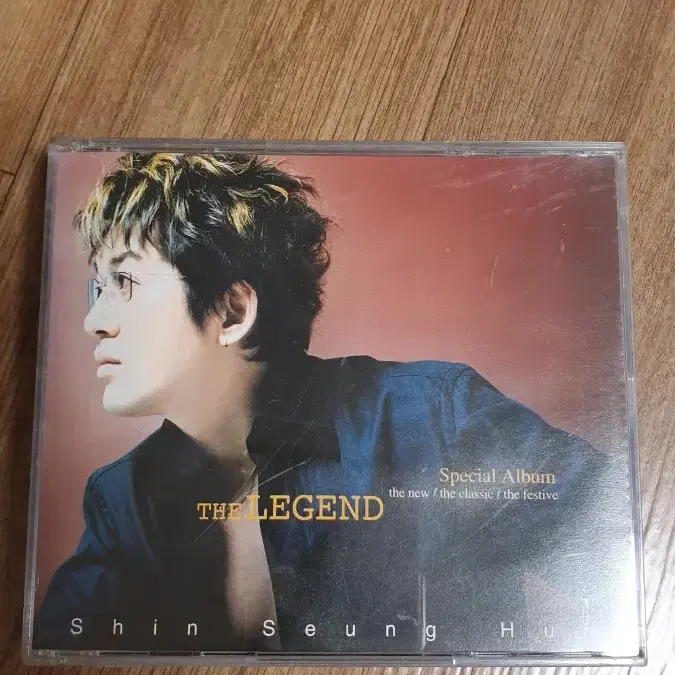 Special Album
the new / the classic / the festive
THE LEGEND
Shin Seung Hun